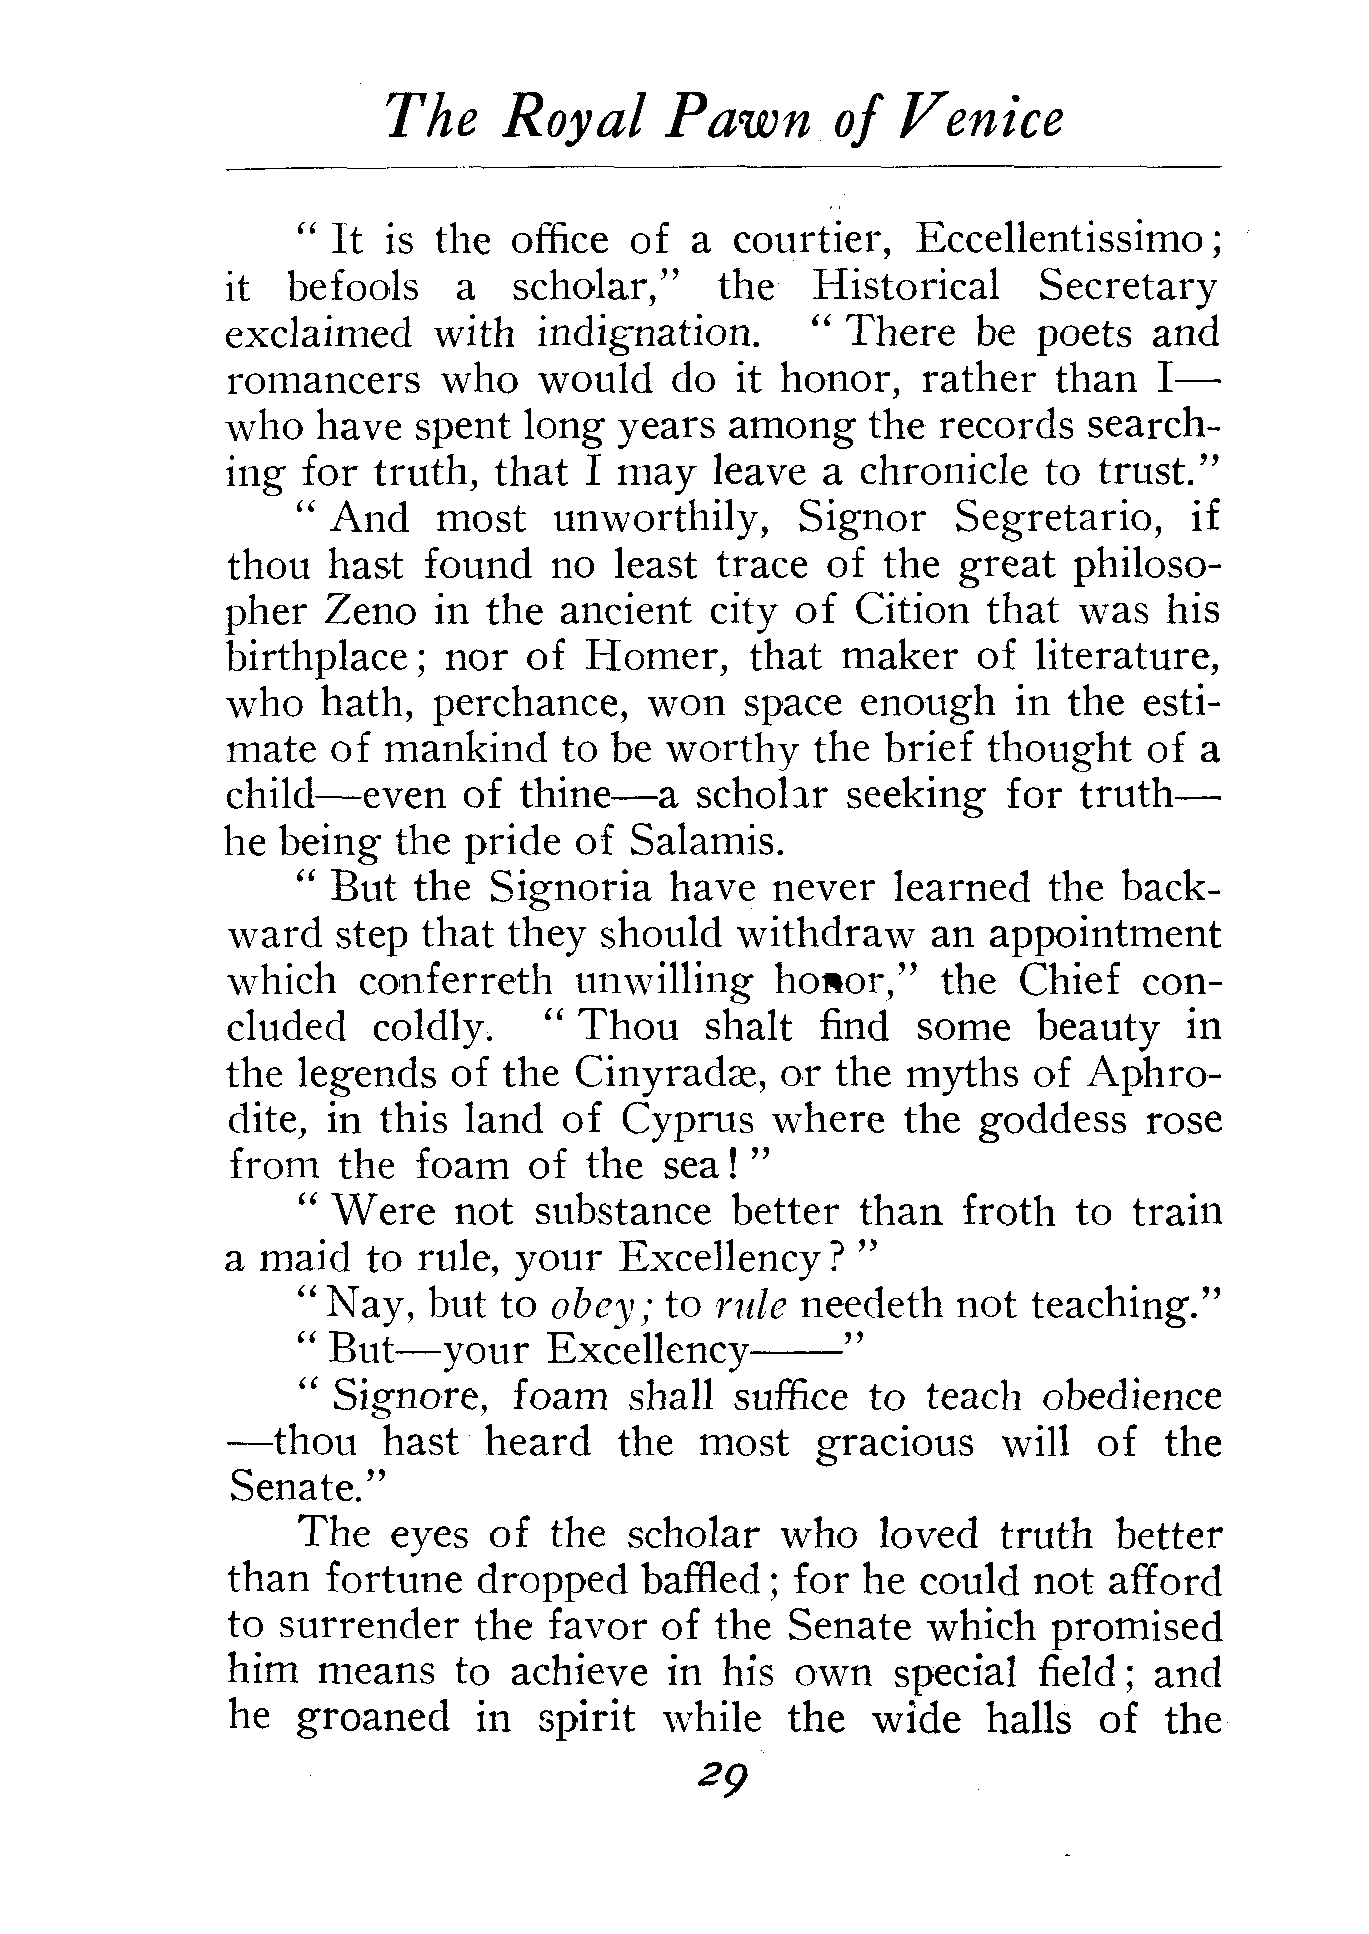 The Royal Pawn of Venice
“ It is the office of a courtier, Eccellentissimo;
it befools a scholar,” the Historical Secretary
exclaimed with indignation. “ There be poets and
romancers who would do it honor, rather than I—
who have spent long years among the records search-
ing for truth, that I may leave a chronicle to trust.”
“ And most unworthily, Signor Segretario, if
thou hast found no least trace of the great philoso-
pher Zeno in the ancient city of Cition that was his
birthplace; nor of Homer, that maker of literature,
who hath, perchance, won space enough in the esti-
mate of mankind to be worthy the brief thought of a
child—even of thine—a scholar seeking for truth—
he being the pride of Salamis.
“ But the Signoria have never learned the back-
ward step that they should withdraw an appointment
which conferreth unwilling honor,” the Chief con-
cluded coldly. “ Thou shalt find some beauty in
the legends of the Cinyradæ, or the myths of Aphro-
dite, in this land of Cyprus where the goddess rose
from the foam of the sea! ”
“ Were not substance better than froth to train
a maid to rule, your Excellency? ”
“ Nay, but to obey; to rule needeth not teaching.”
“ But—your Excellency——”
“ Signore, foam shall suffice to teach obedience
—thou hast heard the most gracious will of the
Senate.”
The eyes of the scholar who loved truth better
than fortune dropped baffled; for he could not afford
to surrender the favor of the Senate which promised
him means to achieve in his own special field; and
he groaned in spirit while the wide halls of the
29